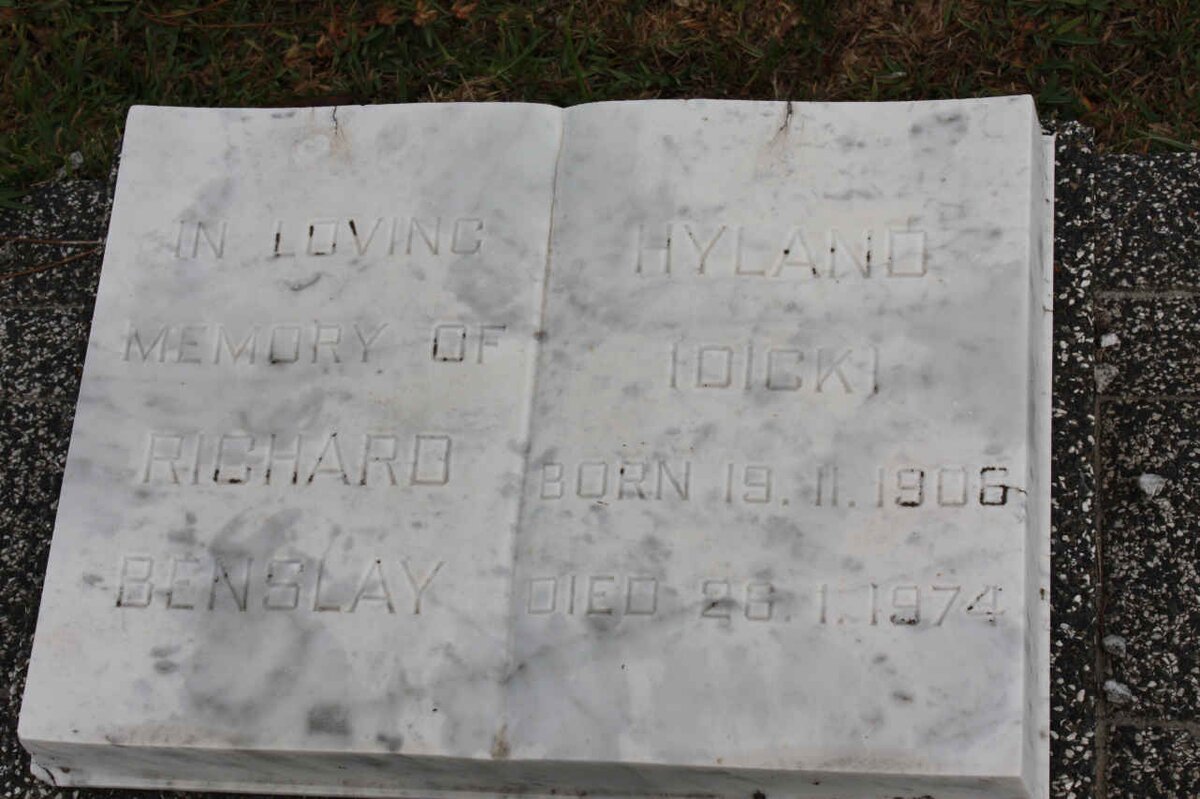 IN LOVING
MEMORY OF
RICHARD
BENSLAY
HYLAND
(DICK)
BORN 19.11.1906
DIED 28.1.1974